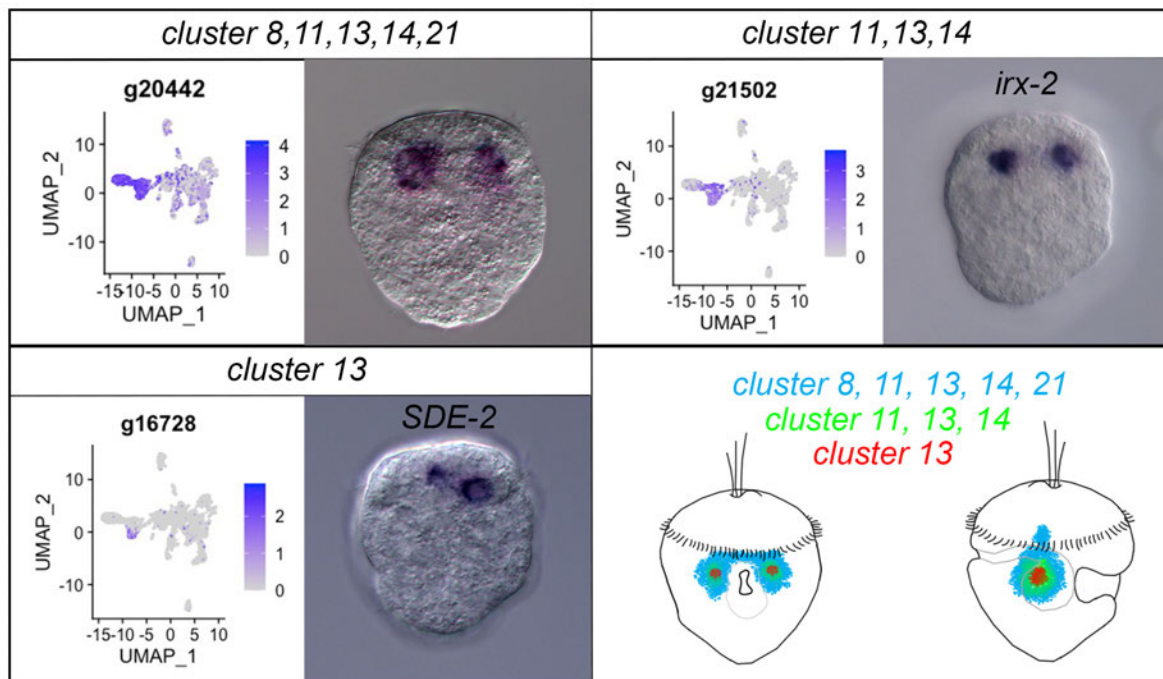 cluster 8,11,13,14,21
g20442
UMAP_2
10
0
-10
-15-10-5 0 5 10
UMAP_1
4
3
2
1
0
cluster 11,13,14
g21502
UMAP_2
10
0
-10
-15-10 -5 0 5 10
UMAP_1
3
2
1
0
irx-2
cluster 13
g16728
UMAP_2
10
0
-10
-15-10 -5 0 5 10
UMAP_1
2
1
0
SDE-2
cluster 8, 11, 13, 14, 21
cluster 11, 13, 14
cluster 13